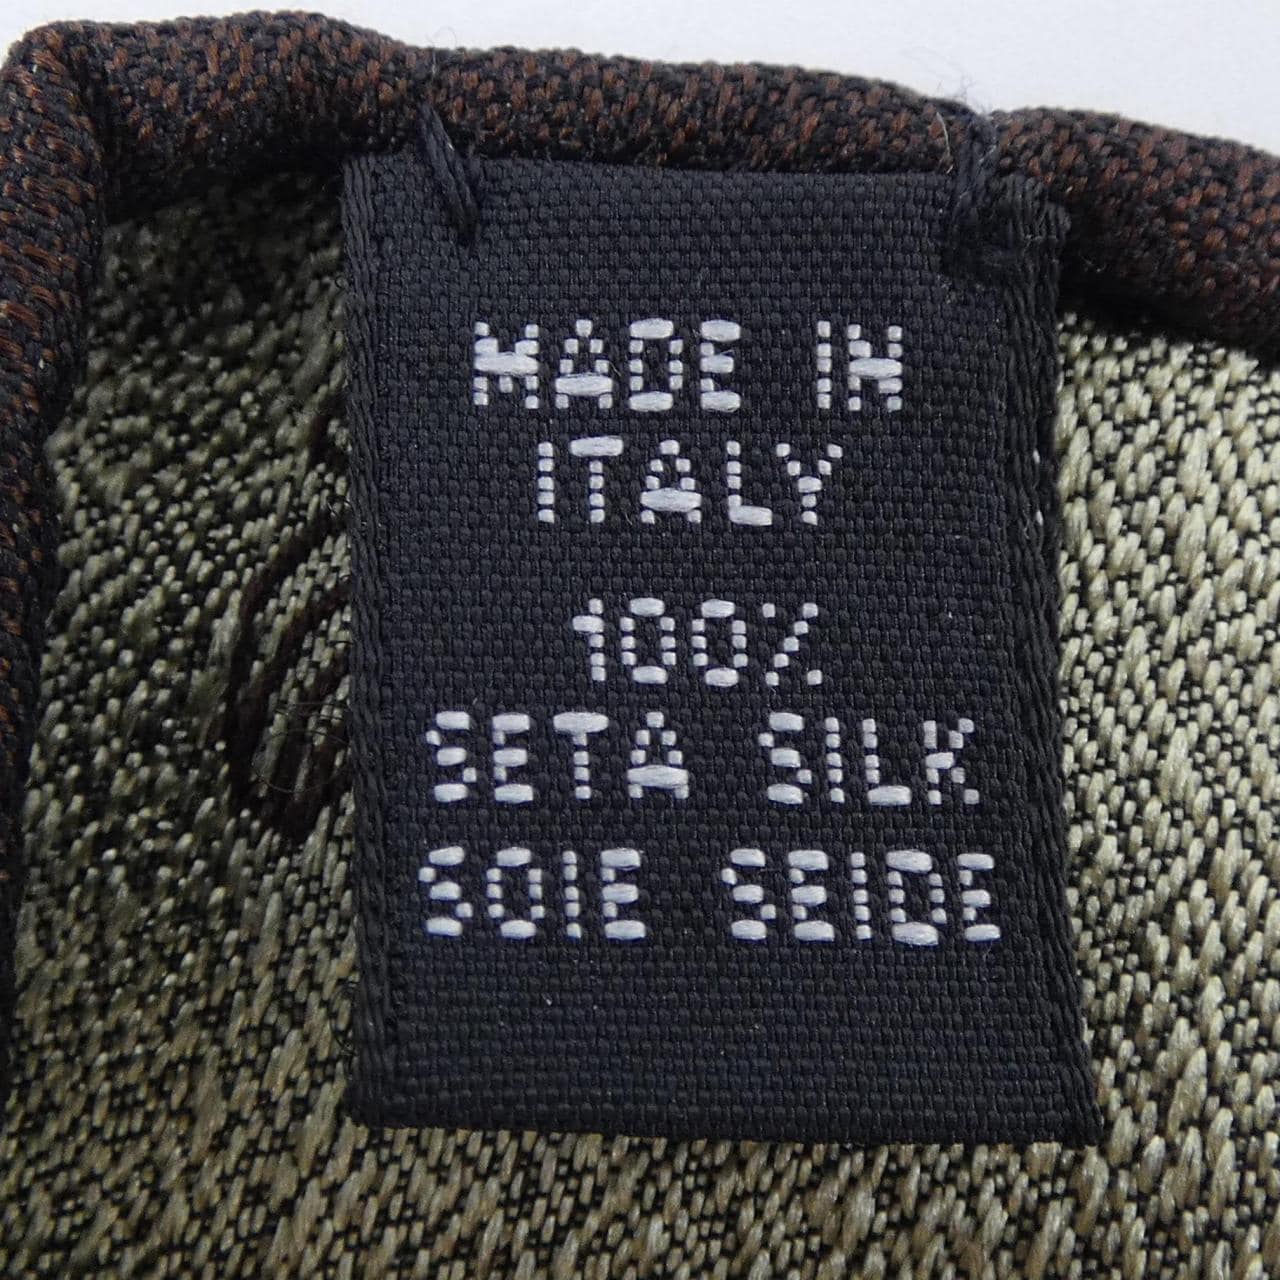 MADE IN
ITALY
100%
SETA SILK
SOIE SEIDE